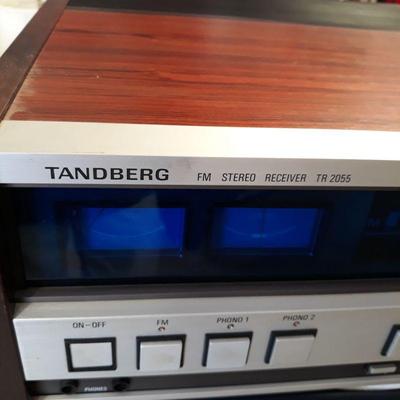 TANDBERG FM STEREO RECEIVER TR 2055
ON-OFF FM PHONO 1 PHONO 2
PHONES